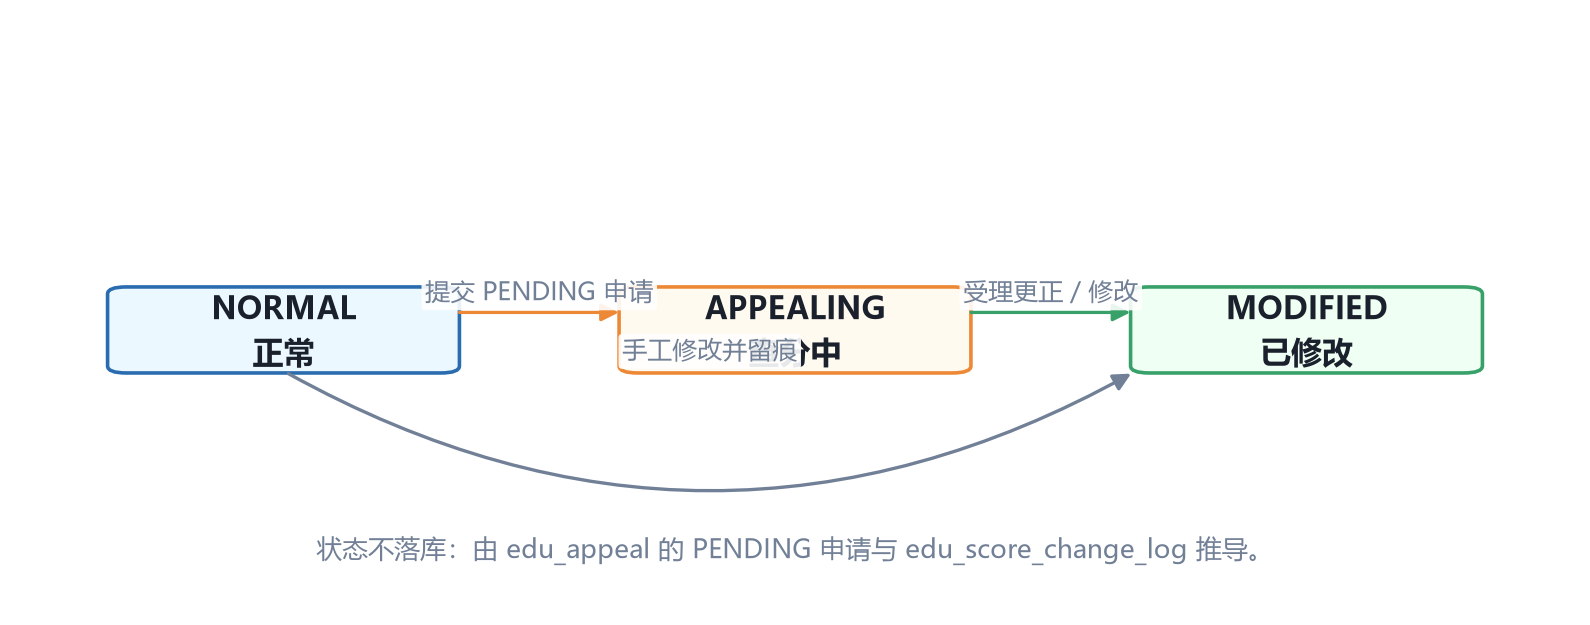 提交 PENDING 申请
受理更正 / 修改
NORMAL
正常
APPEALING
中
MODIFIED
已修改
手工修改并留痕
状态不落库：由 edu_appeal 的 PENDING 申请与 edu_score_change_log 推导。